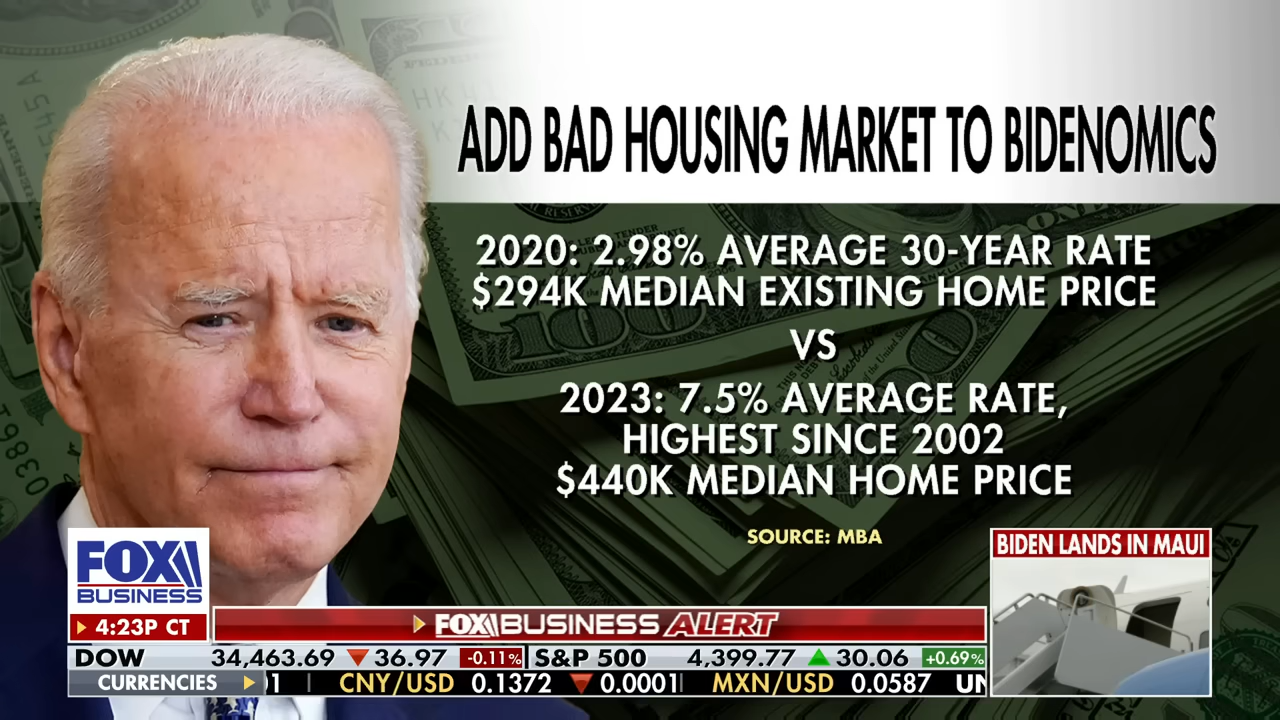 ADD BAD HOUSING MARKET TO BIDENOMICS
2020: 2.98% AVERAGE 30-YEAR RATE
$294K MEDIAN EXISTING HOME PRICE
VS
2023: 7.5% AVERAGE RATE,
HIGHEST SINCE 2002
$440K MEDIAN HOME PRICE
SOURCE: MBA
BIDEN LANDS IN MAUI
FOX
BUSINESS
4:23P CT
FOX BUSINESS ALERT
DOW 34,463.69 ▼ 36.97 -0.11% S&P 500 4,399.77 ▲ 30.06 +0.69%
CURRENCIES CNY/USD 0.1372 ▼ 0.0001 MXN/USD 0.0587